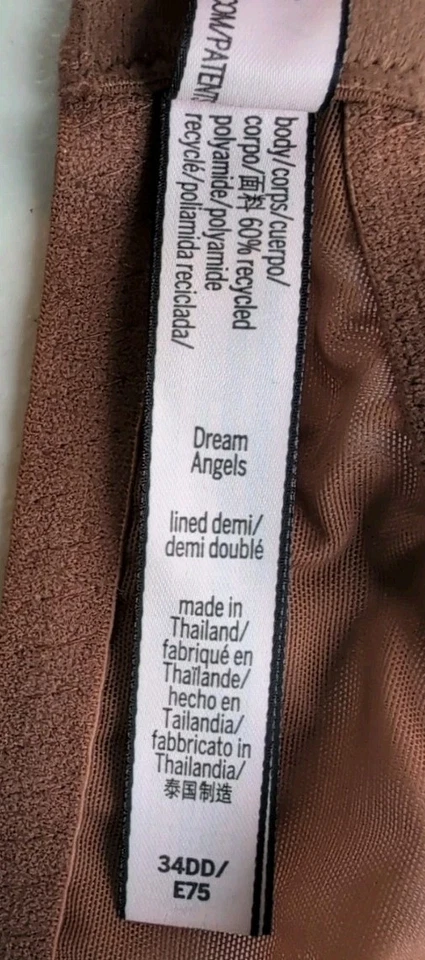 COM/PATENT
body/corps/cuerpo/
corpo/面料 60% recycled
polyamide/polyamide
recyclé/poliamida reciclada/
Dream
Angels
lined demi/
demi doublé
made in
Thailand/
fabriqué en
Thaïlande/
hecho en
Tailandia/
fabbricato in
Thailandia/
泰国制造
34DD/
E75